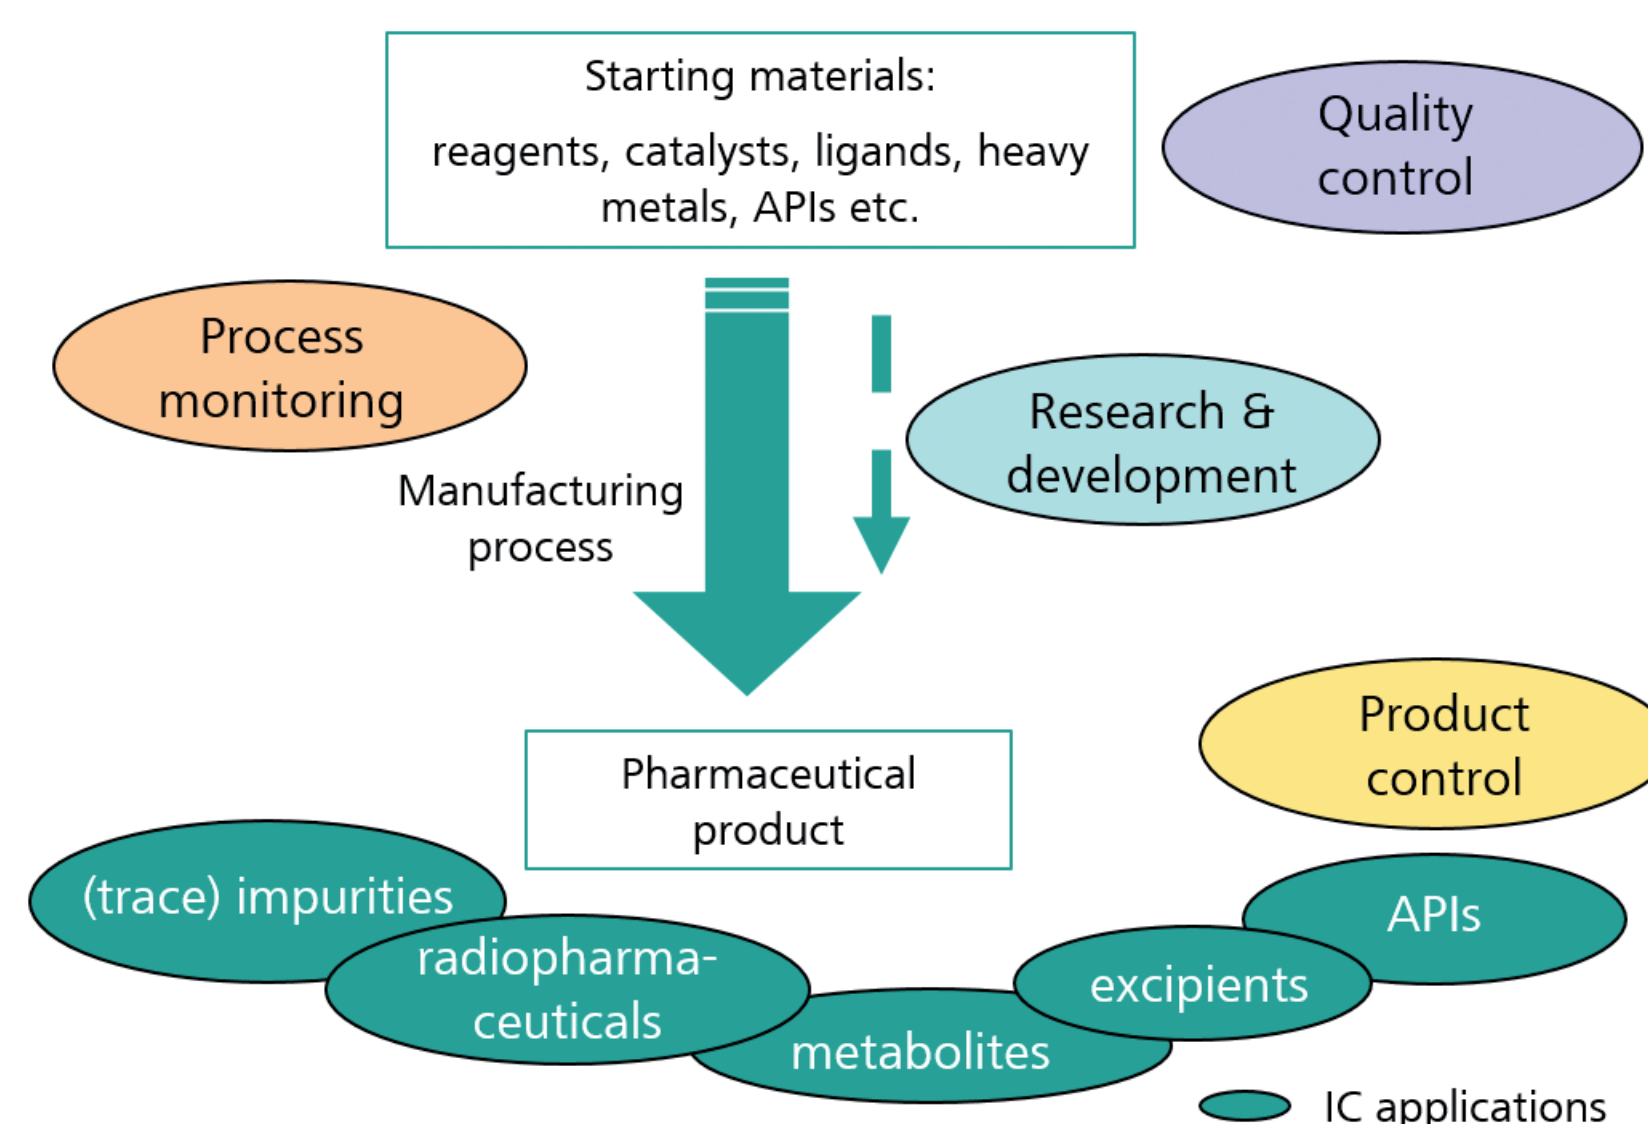 Starting materials:
reagents, catalysts, ligands, heavy
metals, APIs etc.
Quality
control
Process
monitoring
Research &
development
Manufacturing
process
Product
control
Pharmaceutical
product
(trace) impurities
radiopharma-
ceuticals
metabolites
excipients
APIs
IC applications